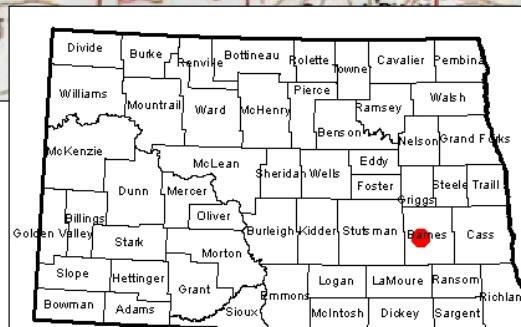 Divide Burke Renville Bottineau Rolette Towner Cavalier Pembina
Williams Mountrail Ward McHenry Pierce Ramsey Walsh
Benson Nelson Grand Forks
McKenzie McLean Sheridan Wells Eddy
Dunn Mercer Foster Griggs Steele Traill
Billings Oliver
Golden Valley Stark Morton Burleigh Kidder Stutsman Barnes Cass
Slope Hettinger Grant Emmons Logan LaMoure Ransom Richlan
Bowman Adams Sioux McIntosh Dickey Sargent